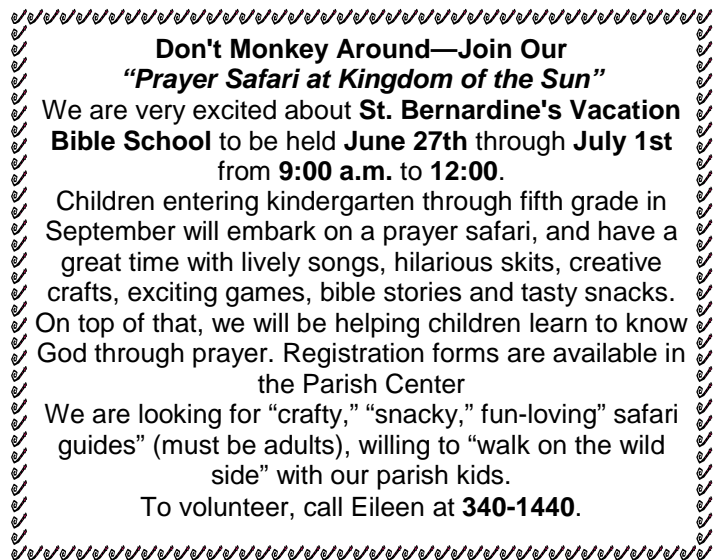 Don't Monkey Around—Join Our
“Prayer Safari at Kingdom of the Sun”
We are very excited about St. Bernardine's Vacation
Bible School to be held June 27th through July 1st
from 9:00 a.m. to 12:00.
Children entering kindergarten through fifth grade in
September will embark on a prayer safari, and have a
great time with lively songs, hilarious skits, creative
crafts, exciting games, bible stories and tasty snacks.
On top of that, we will be helping children learn to know
God through prayer. Registration forms are available in
the Parish Center
We are looking for “crafty,” “snacky,” fun-loving” safari
guides” (must be adults), willing to “walk on the wild
side” with our parish kids.
To volunteer, call Eileen at 340-1440.